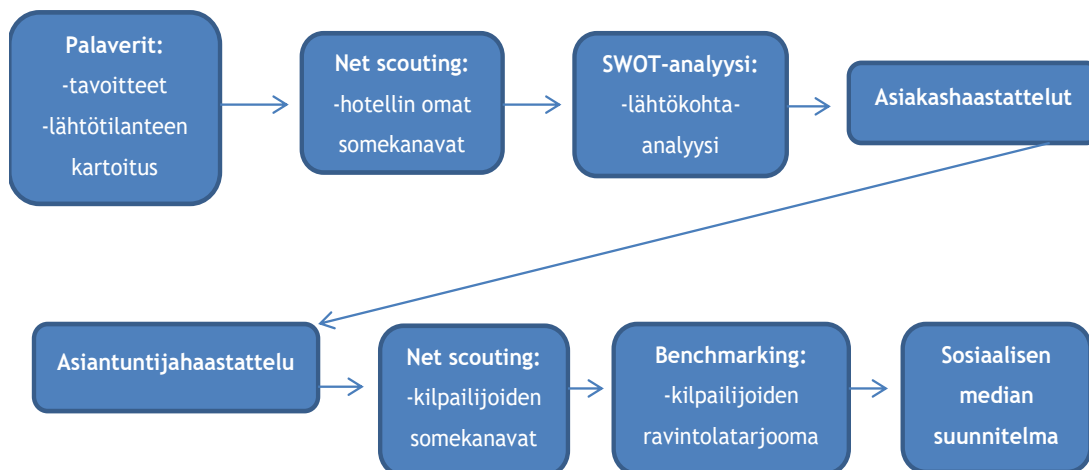 Palaverit:
-tavoitteet
-lähtötilanteen
kartoitus
Net scouting:
-hotellin omat
somekanavat
SWOT-analyysi:
-lähtökohta-
analyysi
Asiakashaastattelut
Asiantuntijahaastattelu
Net scouting:
-kilpailijoiden
somekanavat
Benchmarking:
-kilpailijoiden
ravintolatarjooma
Sosiaalisen
median
suunnitelma